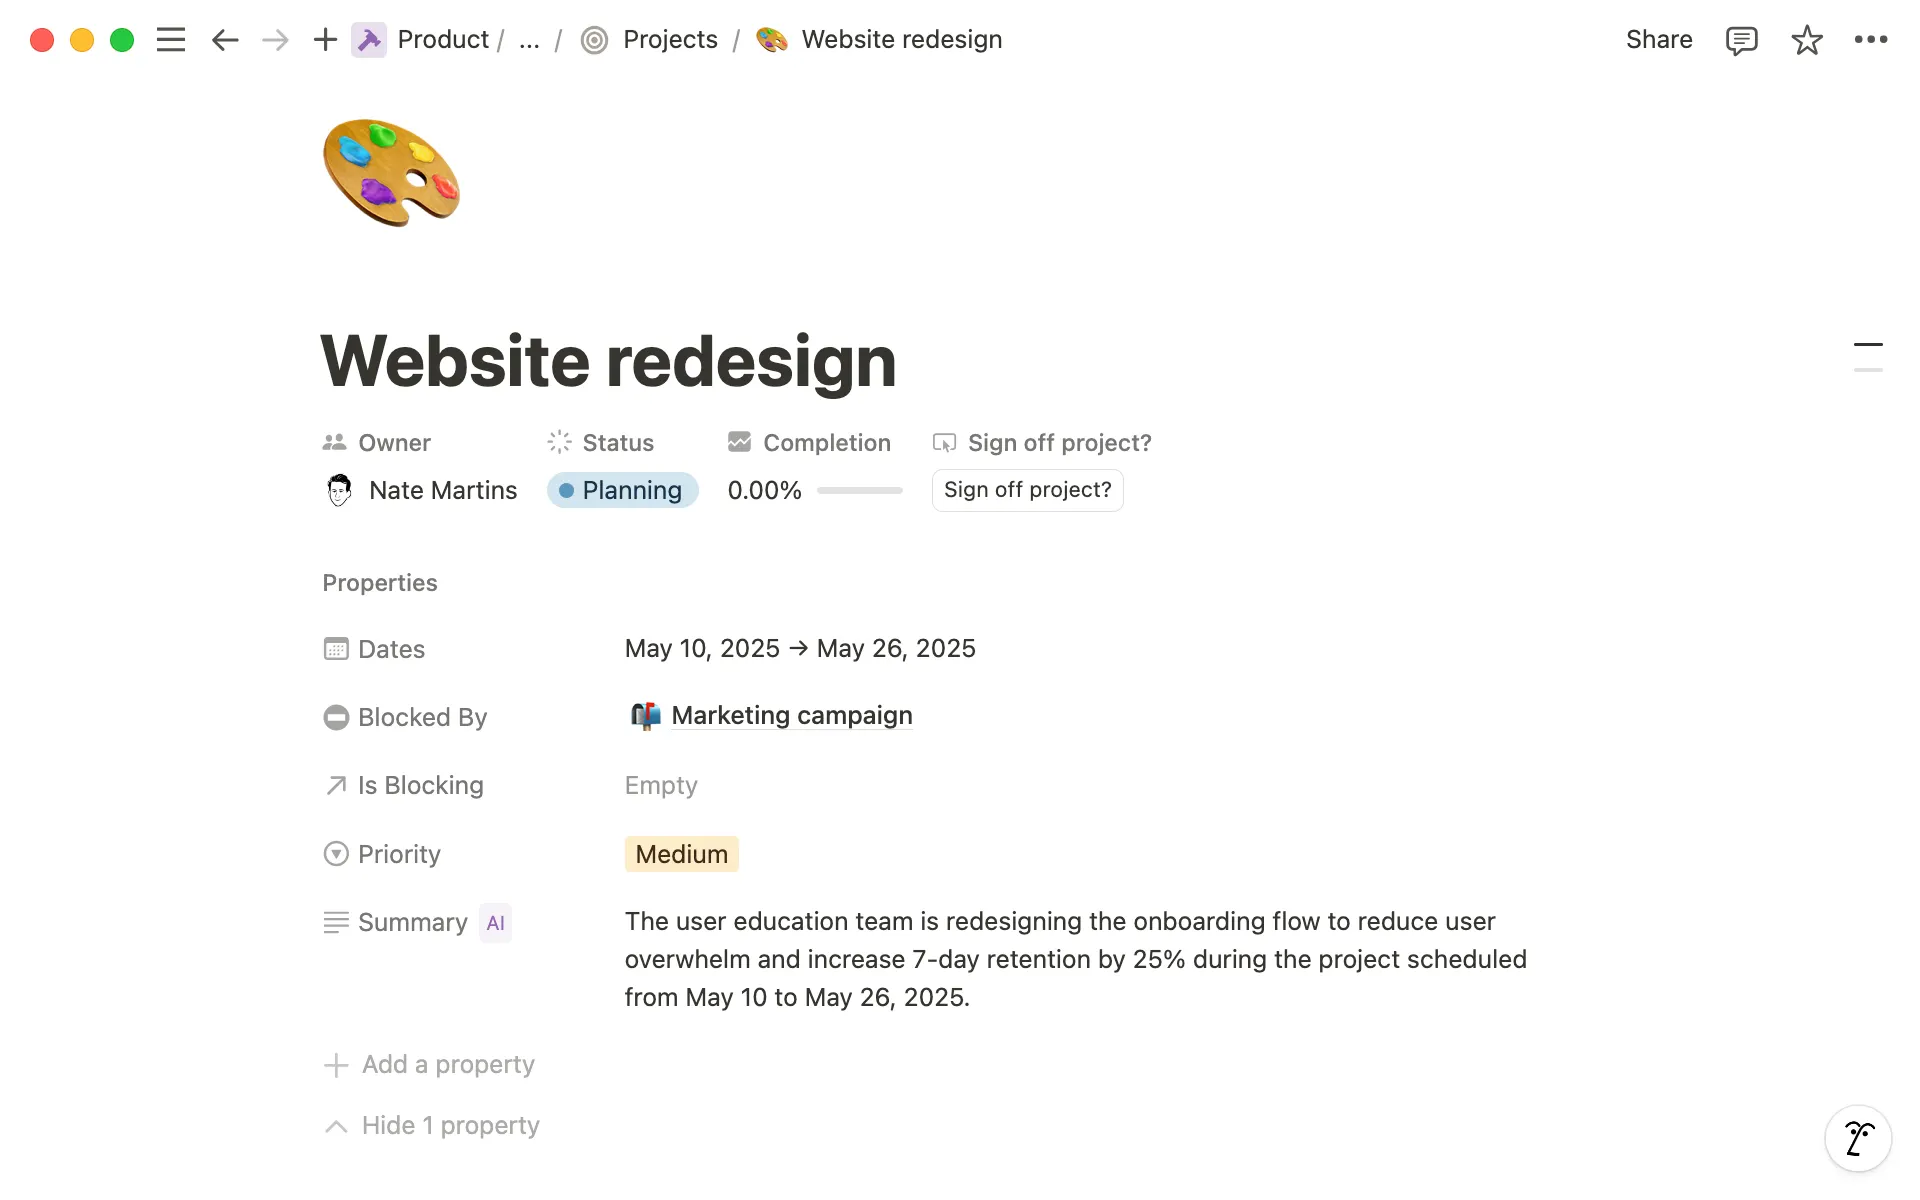 Product / ... / Projects / Website redesign
Share
Website redesign
Owner Status Completion Sign off project?
Nate Martins Planning 0.00% Sign off project?
Properties
Dates May 10, 2025 → May 26, 2025
Blocked By Marketing campaign
Is Blocking Empty
Priority Medium
Summary AI The user education team is redesigning the onboarding flow to reduce user
overwhelm and increase 7-day retention by 25% during the project scheduled
from May 10 to May 26, 2025.
Add a property
Hide 1 property